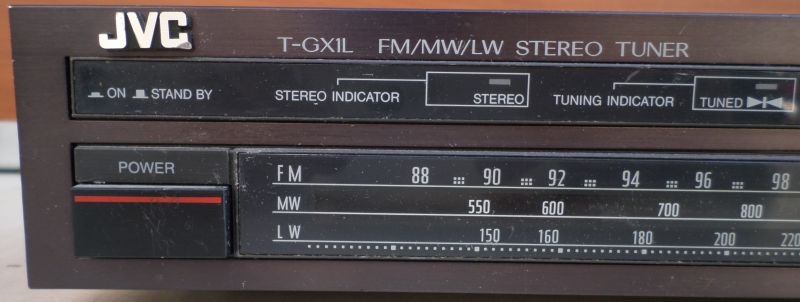 JVC
T-GX1L FM/MW/LW STEREO TUNER
ON STAND BY STEREO INDICATOR STEREO TUNING INDICATOR TUNED
POWER
FM 88 90 92 94 96 98
MW 550 600 700 800
LW 150 160 180 200 220